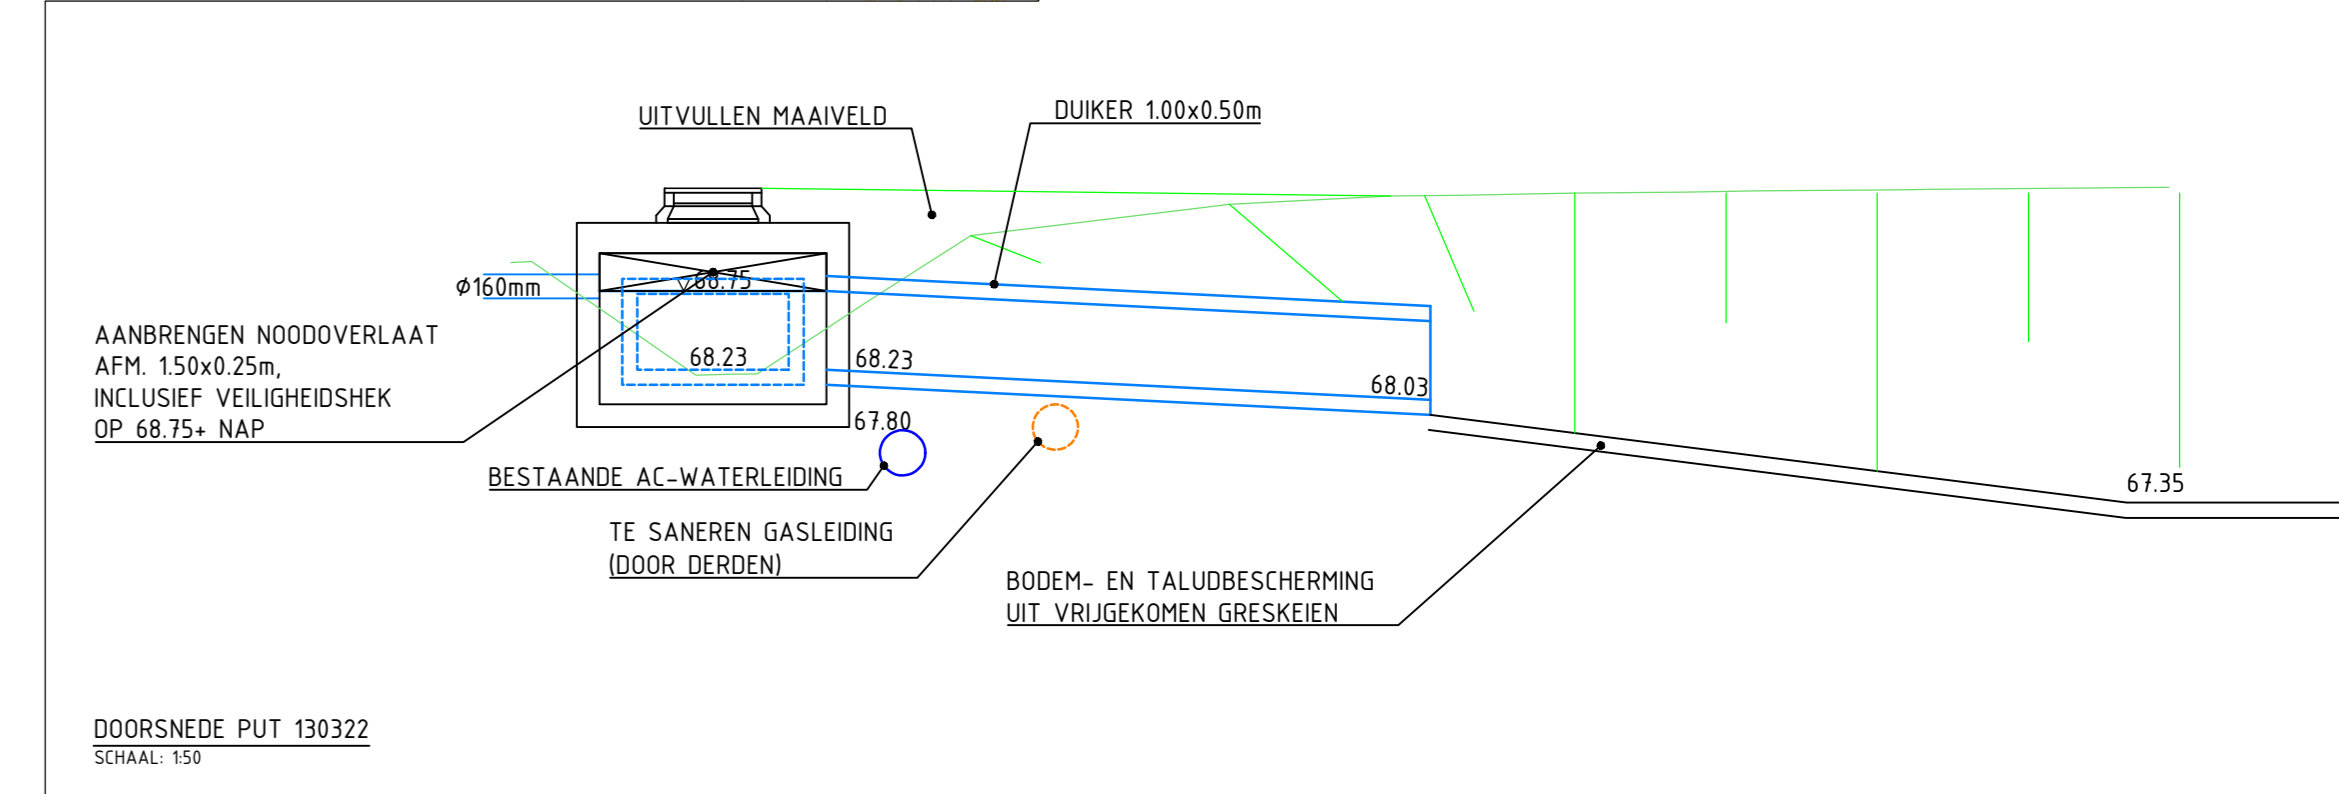 UITVULLEN MAAIVELD
DUIKER 1.00x0.50m
68.75
Ø160mm
AANBRENGEN NOODOVERLAAT
AFM. 1.50x0.25m,
INCLUSIEF VEILIGHEIDSHEK
OP 68.75+ NAP
68.23
68.23
68.03
67.80
BESTAANDE AC-WATERLEIDING
67.35
TE SANEREN GASLEIDING
(DOOR DERDEN)
BODEM- EN TALUDBESCHERMING
UIT VRIJGEKOMEN GRESKEIEN
DOORSNEDE PUT 130322
SCHAAL: 1:50